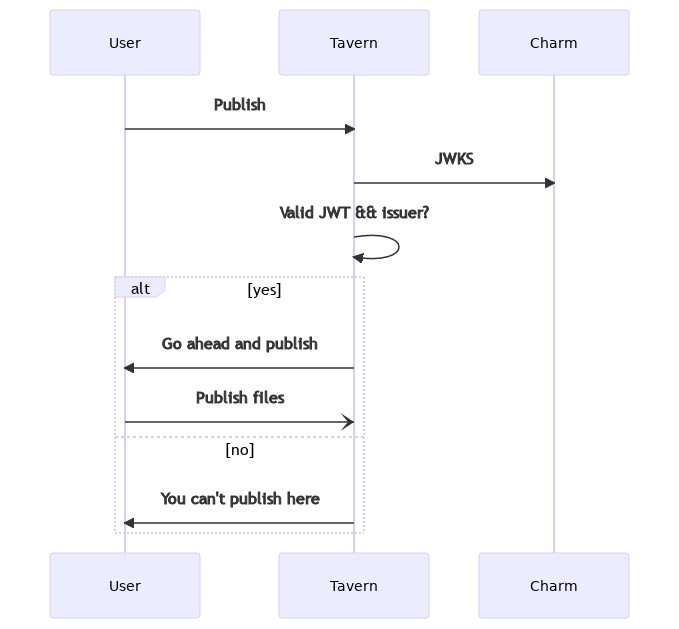 User
Tavern
Charm
Publish
JWKS
Valid JWT && issuer?
alt
[yes]
Go ahead and publish
Publish files
[no]
You can't publish here
User
Tavern
Charm